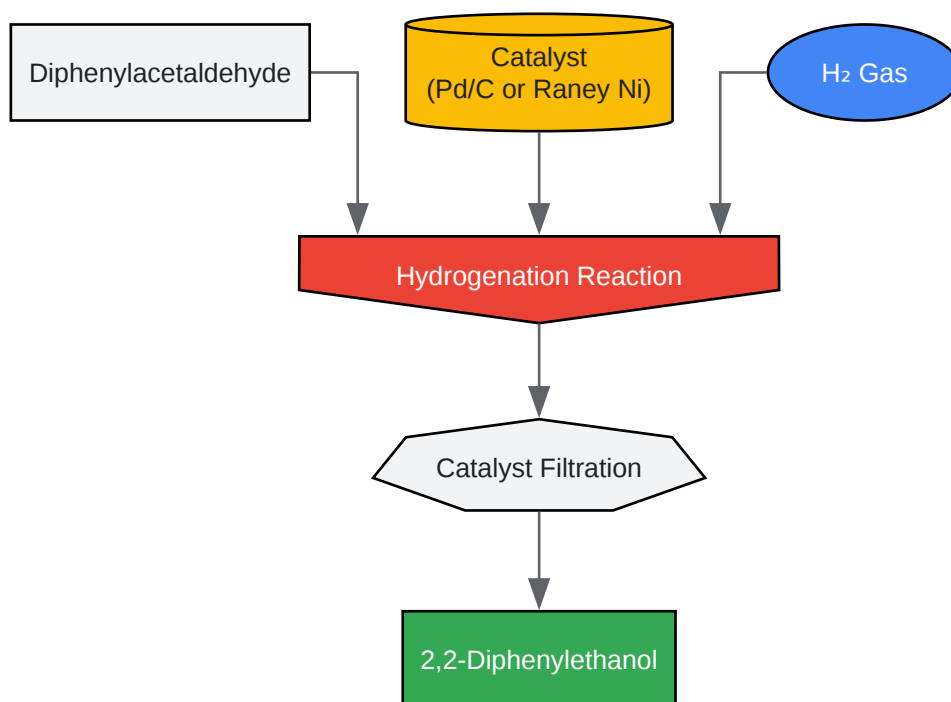 Diphenylacetaldehyde
Catalyst
(Pd/C or Raney Ni)
H₂ Gas
Hydrogenation Reaction
Catalyst Filtration
2,2-Diphenylethanol